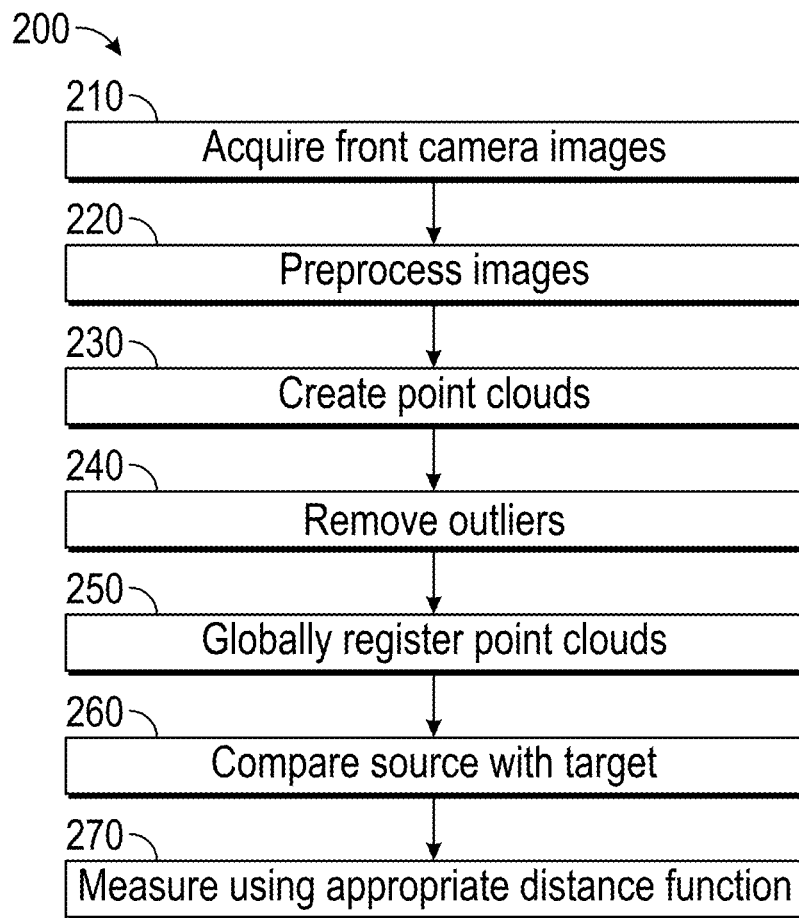 200
210
Acquire front camera images
220
Preprocess images
230
Create point clouds
240
Remove outliers
250
Globally register point clouds
260
Compare source with target
270
Measure using appropriate distance function